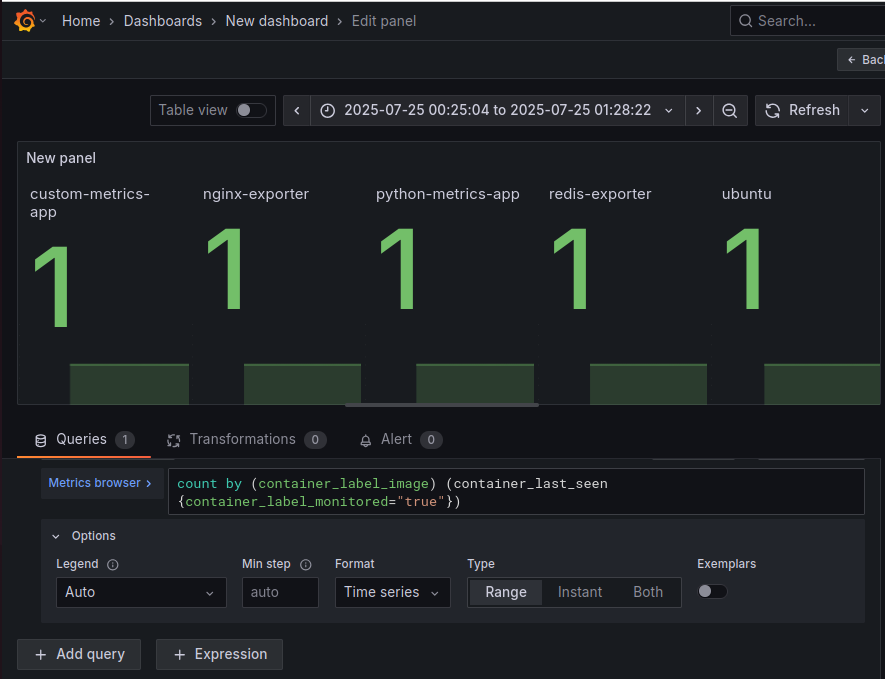 Home › Dashboards › New dashboard › Edit panel
Search...
← Back
Table view
2025-07-25 00:25:04 to 2025-07-25 01:28:22
Refresh
New panel
custom-metrics-
app
nginx-exporter
python-metrics-app
redis-exporter
ubuntu
1
1
1
1
1
Queries 1
Transformations 0
Alert 0
Metrics browser ›
count by (container_label_image) (container_last_seen
{container_label_monitored="true"})
Options
Legend
Min step
Format
Type
Exemplars
Auto
auto
Time series
Range
Instant
Both
+ Add query
+ Expression